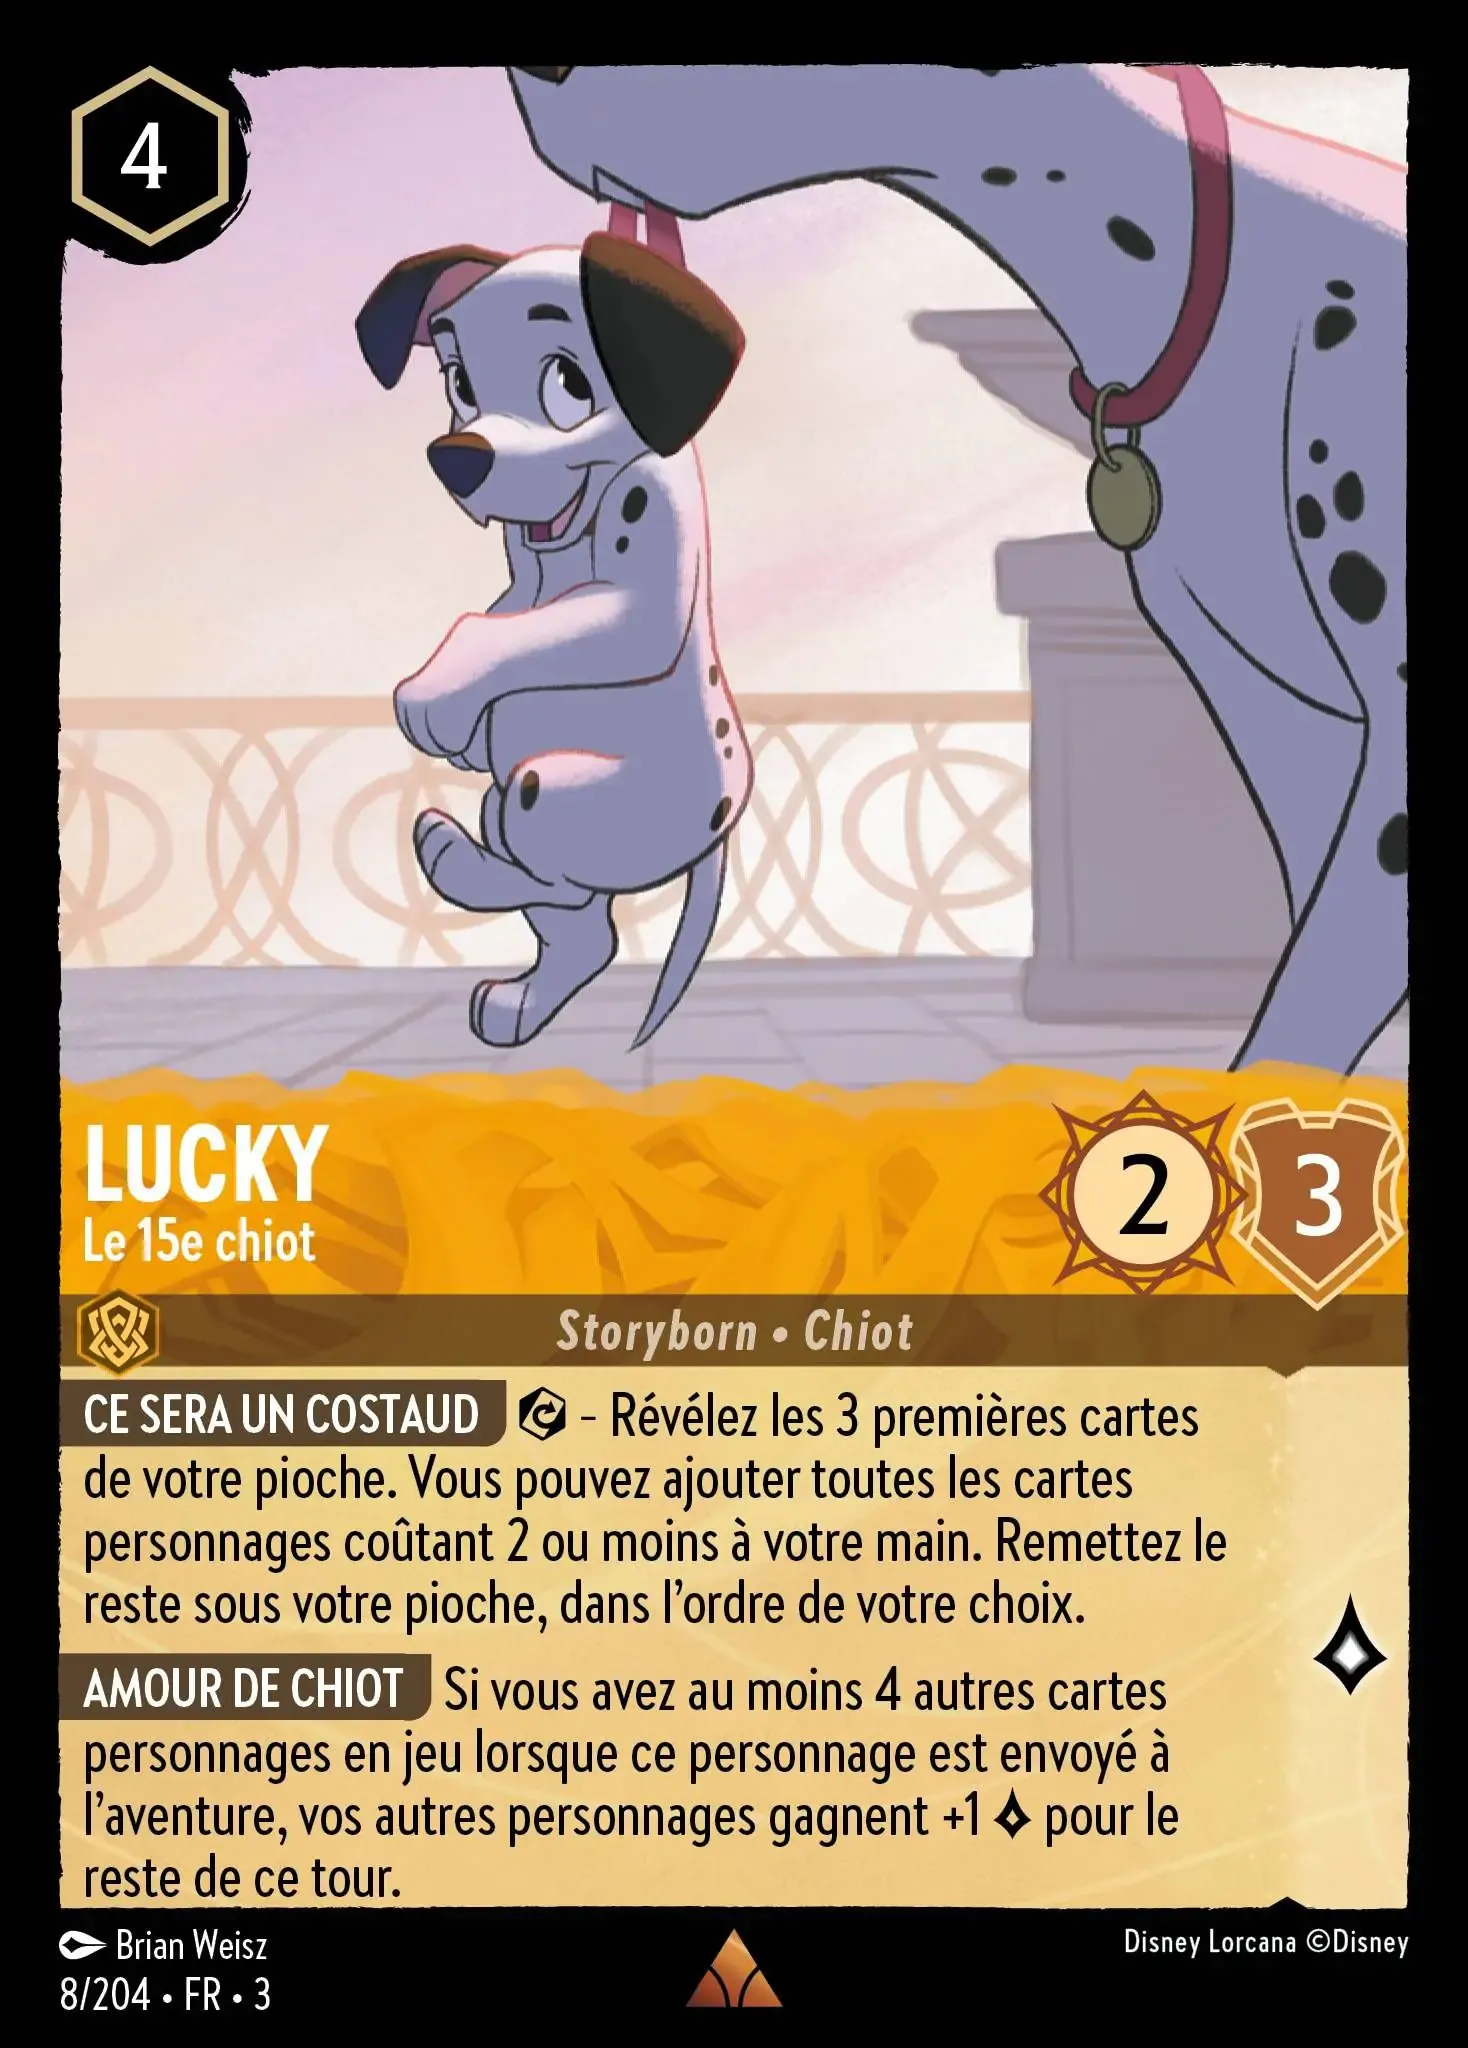 4
LUCKY
Le 15e chiot
2
3
Storyborn • Chiot
CE SERA UN COSTAUD - Révélez les 3 premières cartes
de votre pioche. Vous pouvez ajouter toutes les cartes
personnages coûtant 2 ou moins à votre main. Remettez le
reste sous votre pioche, dans l’ordre de votre choix.
AMOUR DE CHIOT Si vous avez au moins 4 autres cartes
personnages en jeu lorsque ce personnage est envoyé à
l’aventure, vos autres personnages gagnent +1 pour le
reste de ce tour.
Brian Weisz
Disney Lorcana ©Disney
8/204 • FR • 3